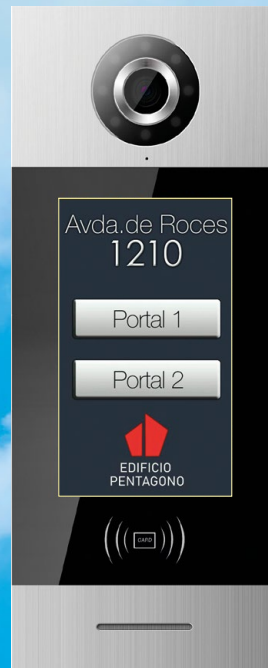 Avda.de Roces
1210
Portal 1
Portal 2
EDIFICIO
PENTAGONO
CARD